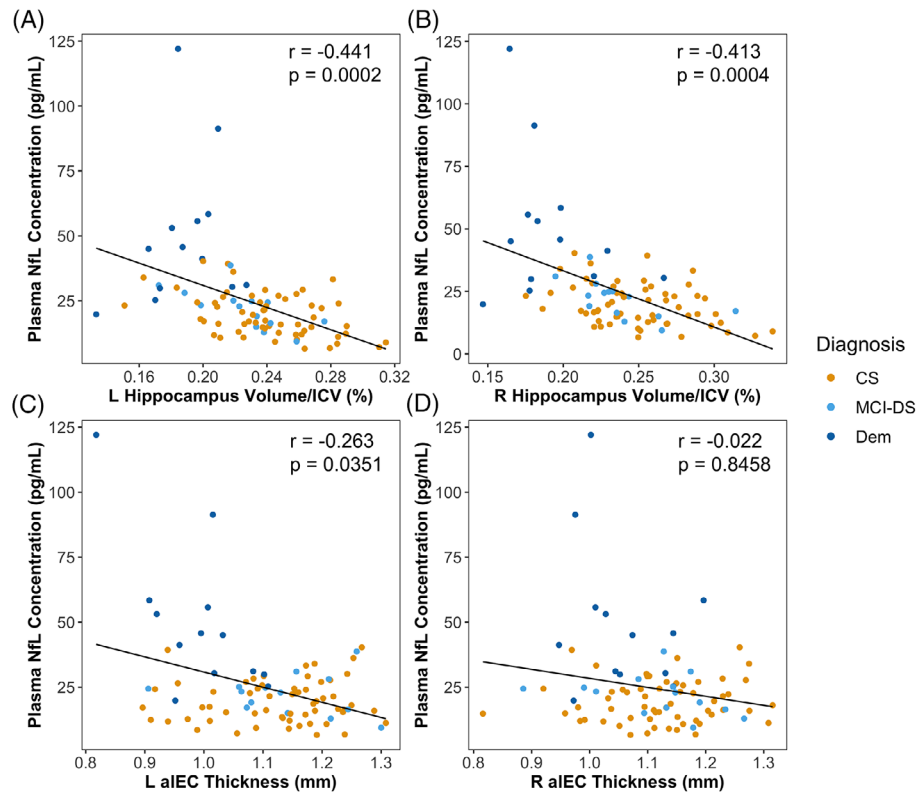 (A)
r = -0.441
p = 0.0002
125
100
75
50
25
0.16
0.20
0.24
0.28
0.32
Plasma NfL Concentration (pg/mL)
L Hippocampus Volume/ICV (%)
(B)
r = -0.413
p = 0.0004
125
100
75
50
25
0
0.15
0.20
0.25
0.30
Plasma NfL Concentration (pg/mL)
R Hippocampus Volume/ICV (%)
(C)
r = -0.263
p = 0.0351
125
100
75
50
25
0.8
0.9
1.0
1.1
1.2
1.3
Plasma NfL Concentration (pg/mL)
L alEC Thickness (mm)
(D)
r = -0.022
p = 0.8458
125
100
75
50
25
0.8
0.9
1.0
1.1
1.2
1.3
Plasma NfL Concentration (pg/mL)
R alEC Thickness (mm)
Diagnosis
CS
MCI-DS
Dem